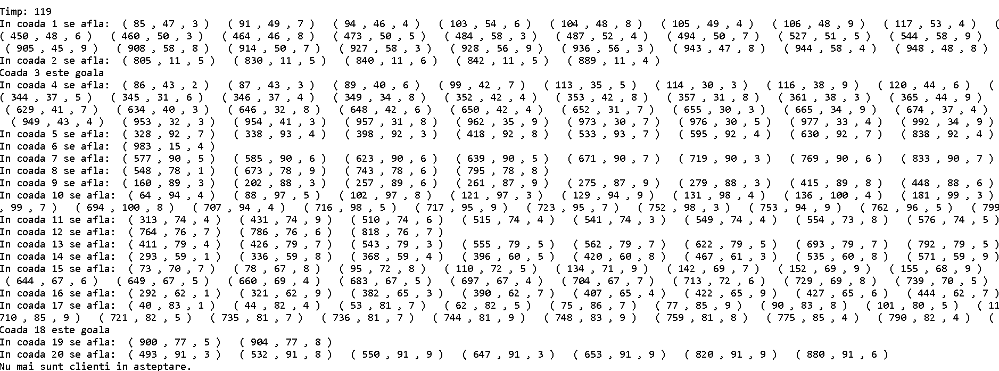 Timp: 119
In coada 1 se afla:  ( 85 , 47 , 3 )   ( 91 , 49 , 7 )   ( 94 , 46 , 4 )   ( 103 , 54 , 6 )   ( 104 , 48 , 8 )   ( 105 , 49 , 4 )   ( 106 , 48 , 9 )   ( 117 , 53 , 4 )   (
( 450 , 48 , 6 )   ( 460 , 50 , 3 )   ( 464 , 46 , 8 )   ( 473 , 50 , 5 )   ( 484 , 58 , 3 )   ( 487 , 52 , 4 )   ( 494 , 50 , 7 )   ( 527 , 51 , 5 )   ( 544 , 58 , 9 )
( 905 , 45 , 9 )   ( 908 , 58 , 8 )   ( 914 , 50 , 7 )   ( 927 , 58 , 3 )   ( 928 , 56 , 9 )   ( 936 , 56 , 3 )   ( 943 , 47 , 8 )   ( 944 , 58 , 4 )   ( 948 , 48 , 8 )
In coada 2 se afla:  ( 805 , 11 , 5 )   ( 830 , 11 , 5 )   ( 840 , 11 , 6 )   ( 842 , 11 , 5 )   ( 889 , 11 , 4 )
Coada 3 este goala
In coada 4 se afla:  ( 86 , 43 , 2 )   ( 87 , 43 , 3 )   ( 89 , 40 , 6 )   ( 99 , 42 , 7 )   ( 113 , 35 , 5 )   ( 114 , 30 , 3 )   ( 116 , 38 , 9 )   ( 120 , 44 , 6 )   (
( 344 , 37 , 5 )   ( 345 , 31 , 6 )   ( 346 , 37 , 4 )   ( 349 , 34 , 8 )   ( 352 , 42 , 4 )   ( 353 , 42 , 8 )   ( 357 , 31 , 8 )   ( 361 , 38 , 3 )   ( 365 , 44 , 9 )
( 629 , 41 , 7 )   ( 634 , 40 , 3 )   ( 646 , 32 , 8 )   ( 648 , 42 , 6 )   ( 650 , 42 , 4 )   ( 652 , 31 , 7 )   ( 655 , 30 , 3 )   ( 665 , 34 , 9 )   ( 674 , 37 , 4 )
( 949 , 43 , 4 )   ( 953 , 32 , 3 )   ( 954 , 41 , 3 )   ( 957 , 31 , 8 )   ( 962 , 35 , 9 )   ( 973 , 30 , 7 )   ( 976 , 30 , 5 )   ( 977 , 33 , 4 )   ( 992 , 34 , 9 )
In coada 5 se afla:  ( 328 , 92 , 7 )   ( 338 , 93 , 4 )   ( 398 , 92 , 3 )   ( 418 , 92 , 8 )   ( 533 , 93 , 7 )   ( 595 , 92 , 4 )   ( 630 , 92 , 7 )   ( 838 , 92 , 4 )
In coada 6 se afla:  ( 983 , 15 , 4 )
In coada 7 se afla:  ( 577 , 90 , 5 )   ( 585 , 90 , 6 )   ( 623 , 90 , 6 )   ( 639 , 90 , 5 )   ( 671 , 90 , 7 )   ( 719 , 90 , 3 )   ( 769 , 90 , 6 )   ( 833 , 90 , 7 )
In coada 8 se afla:  ( 548 , 78 , 1 )   ( 673 , 78 , 9 )   ( 743 , 78 , 6 )   ( 795 , 78 , 8 )
In coada 9 se afla:  ( 160 , 89 , 3 )   ( 202 , 88 , 3 )   ( 257 , 89 , 6 )   ( 261 , 87 , 9 )   ( 275 , 87 , 9 )   ( 279 , 88 , 3 )   ( 415 , 89 , 8 )   ( 448 , 88 , 6 )
In coada 10 se afla:  ( 64 , 94 , 4 )   ( 88 , 97 , 5 )   ( 102 , 97 , 8 )   ( 121 , 97 , 3 )   ( 129 , 94 , 9 )   ( 131 , 98 , 4 )   ( 136 , 100 , 4 )   ( 181 , 99 , 3 )
, 99 , 7 )   ( 694 , 100 , 8 )   ( 707 , 94 , 4 )   ( 716 , 98 , 5 )   ( 717 , 95 , 9 )   ( 723 , 95 , 7 )   ( 752 , 98 , 3 )   ( 753 , 94 , 9 )   ( 762 , 96 , 5 )   ( 799
In coada 11 se afla:  ( 313 , 74 , 4 )   ( 431 , 74 , 9 )   ( 510 , 74 , 6 )   ( 515 , 74 , 4 )   ( 541 , 74 , 3 )   ( 549 , 74 , 4 )   ( 554 , 73 , 8 )   ( 576 , 74 , 5 )
In coada 12 se afla:  ( 764 , 76 , 7 )   ( 786 , 76 , 6 )   ( 818 , 76 , 7 )
In coada 13 se afla:  ( 411 , 79 , 4 )   ( 426 , 79 , 7 )   ( 543 , 79 , 3 )   ( 555 , 79 , 5 )   ( 562 , 79 , 7 )   ( 622 , 79 , 5 )   ( 693 , 79 , 7 )   ( 792 , 79 , 5 )
In coada 14 se afla:  ( 293 , 59 , 1 )   ( 336 , 59 , 8 )   ( 368 , 59 , 4 )   ( 396 , 60 , 5 )   ( 420 , 60 , 8 )   ( 467 , 61 , 3 )   ( 535 , 60 , 8 )   ( 571 , 59 , 9 )
In coada 15 se afla:  ( 73 , 70 , 7 )   ( 78 , 67 , 8 )   ( 95 , 72 , 8 )   ( 110 , 72 , 5 )   ( 134 , 71 , 9 )   ( 142 , 69 , 7 )   ( 152 , 69 , 9 )   ( 155 , 68 , 9 )
( 644 , 67 , 6 )   ( 649 , 67 , 5 )   ( 660 , 69 , 4 )   ( 683 , 67 , 5 )   ( 697 , 67 , 4 )   ( 704 , 67 , 7 )   ( 713 , 72 , 6 )   ( 729 , 69 , 8 )   ( 739 , 70 , 5 )
In coada 16 se afla:  ( 292 , 62 , 1 )   ( 321 , 62 , 9 )   ( 382 , 65 , 3 )   ( 390 , 62 , 7 )   ( 407 , 65 , 4 )   ( 422 , 65 , 9 )   ( 427 , 65 , 6 )   ( 444 , 62 , 7 )
In coada 17 se afla:  ( 40 , 83 , 1 )   ( 44 , 82 , 4 )   ( 53 , 81 , 7 )   ( 62 , 82 , 5 )   ( 75 , 86 , 7 )   ( 77 , 85 , 9 )   ( 90 , 83 , 8 )   ( 101 , 80 , 5 )   ( 11
710 , 85 , 9 )   ( 721 , 82 , 5 )   ( 735 , 81 , 7 )   ( 736 , 81 , 7 )   ( 744 , 81 , 9 )   ( 748 , 83 , 9 )   ( 759 , 81 , 8 )   ( 775 , 85 , 4 )   ( 790 , 82 , 4 )   (
Coada 18 este goala
In coada 19 se afla:  ( 900 , 77 , 5 )   ( 904 , 77 , 8 )
In coada 20 se afla:  ( 493 , 91 , 3 )   ( 532 , 91 , 8 )   ( 550 , 91 , 9 )   ( 647 , 91 , 3 )   ( 653 , 91 , 9 )   ( 820 , 91 , 9 )   ( 880 , 91 , 6 )
Nu mai sunt clienti in asteptare.